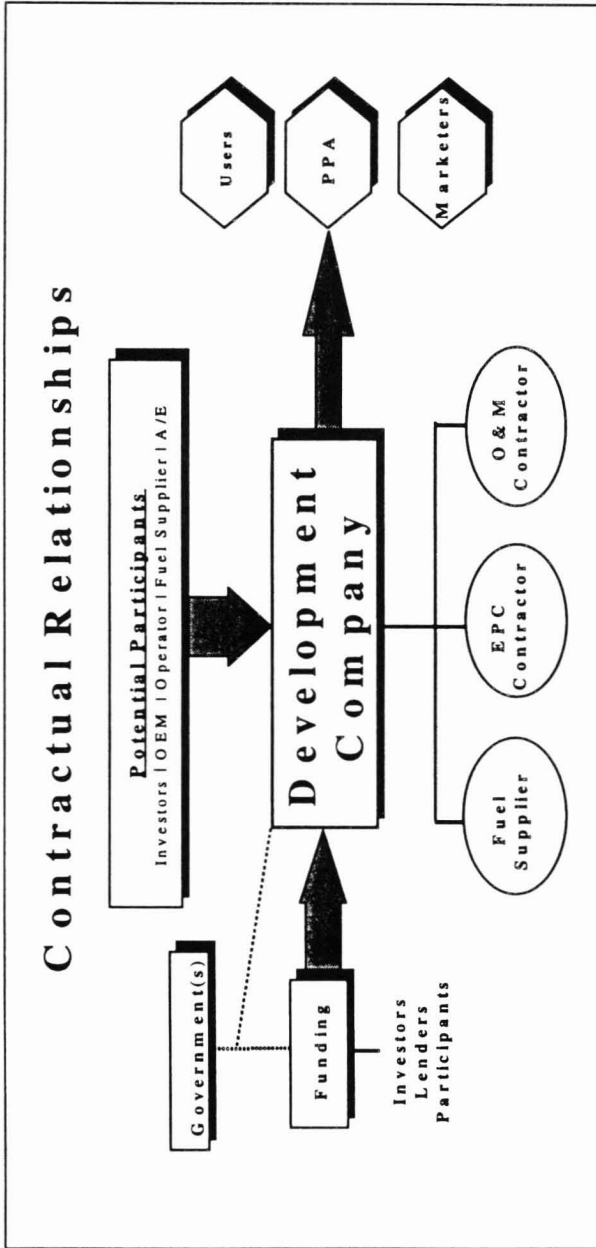 Contractual Relationships
Potential Participants
Investors | OEM | Operator | Fuel Supplier | A/E
Government(s)
Funding
Investors
Lenders
Participants
Development
Company
Users
PPA
Marketers
Fuel
Supplier
EPC
Contractor
O&M
Contractor